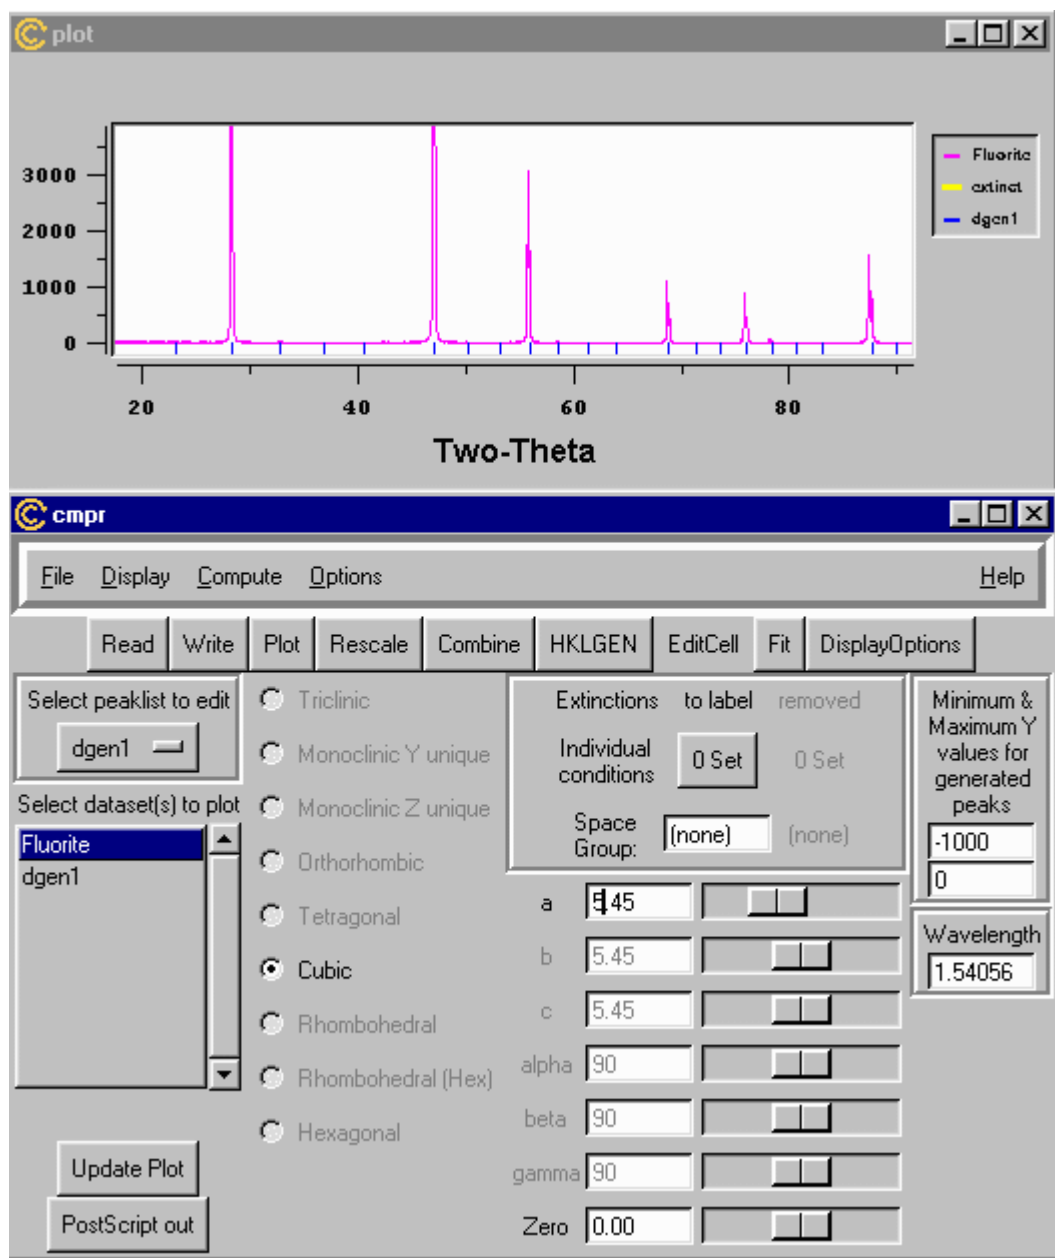 plot
3000
2000
1000
0
20 40 60 80
Two-Theta
Fluorite
extinct
dgen1
cmpr
File Display Compute Options Help
Read Write Plot Rescale Combine HKLGEN EditCell Fit DisplayOptions
Select peaklist to edit
dgen1
Select dataset(s) to plot
Fluorite
dgen1
Update Plot
PostScript out
Triclinic
Monoclinic Y unique
Monoclinic Z unique
Orthorhombic
Tetragonal
Cubic
Rhombohedral
Rhombohedral (Hex)
Hexagonal
Extinctions to label removed
Individual
conditions
0 Set 0 Set
Space
Group:
(none) (none)
a 5.45
b 5.45
c 5.45
alpha 90
beta 90
gamma 90
Zero 0.00
Minimum &
Maximum Y
values for
generated
peaks
-1000
0
Wavelength
1.54056